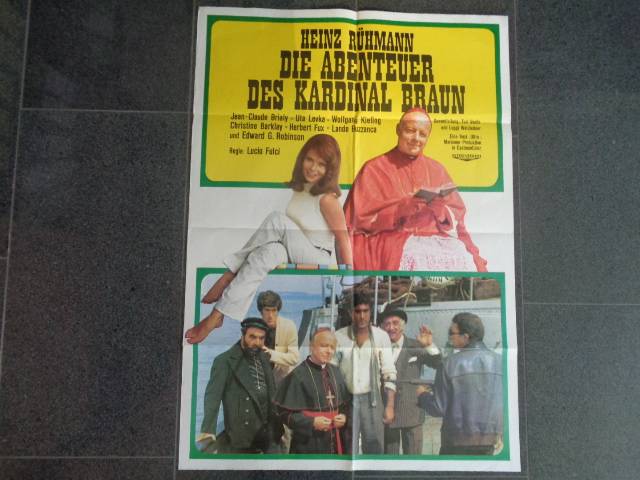 HEINZ RÜHMANN
DIE ABENTEUER
DES KARDINAL BRAUN
Jean-Claude Brialy - Uta Levka - Wolfgang Kieling
Christine Barklay - Herbert Fux - Lando Buzzanca
und Edward G. Robinson
Regie: Lucio Fulci